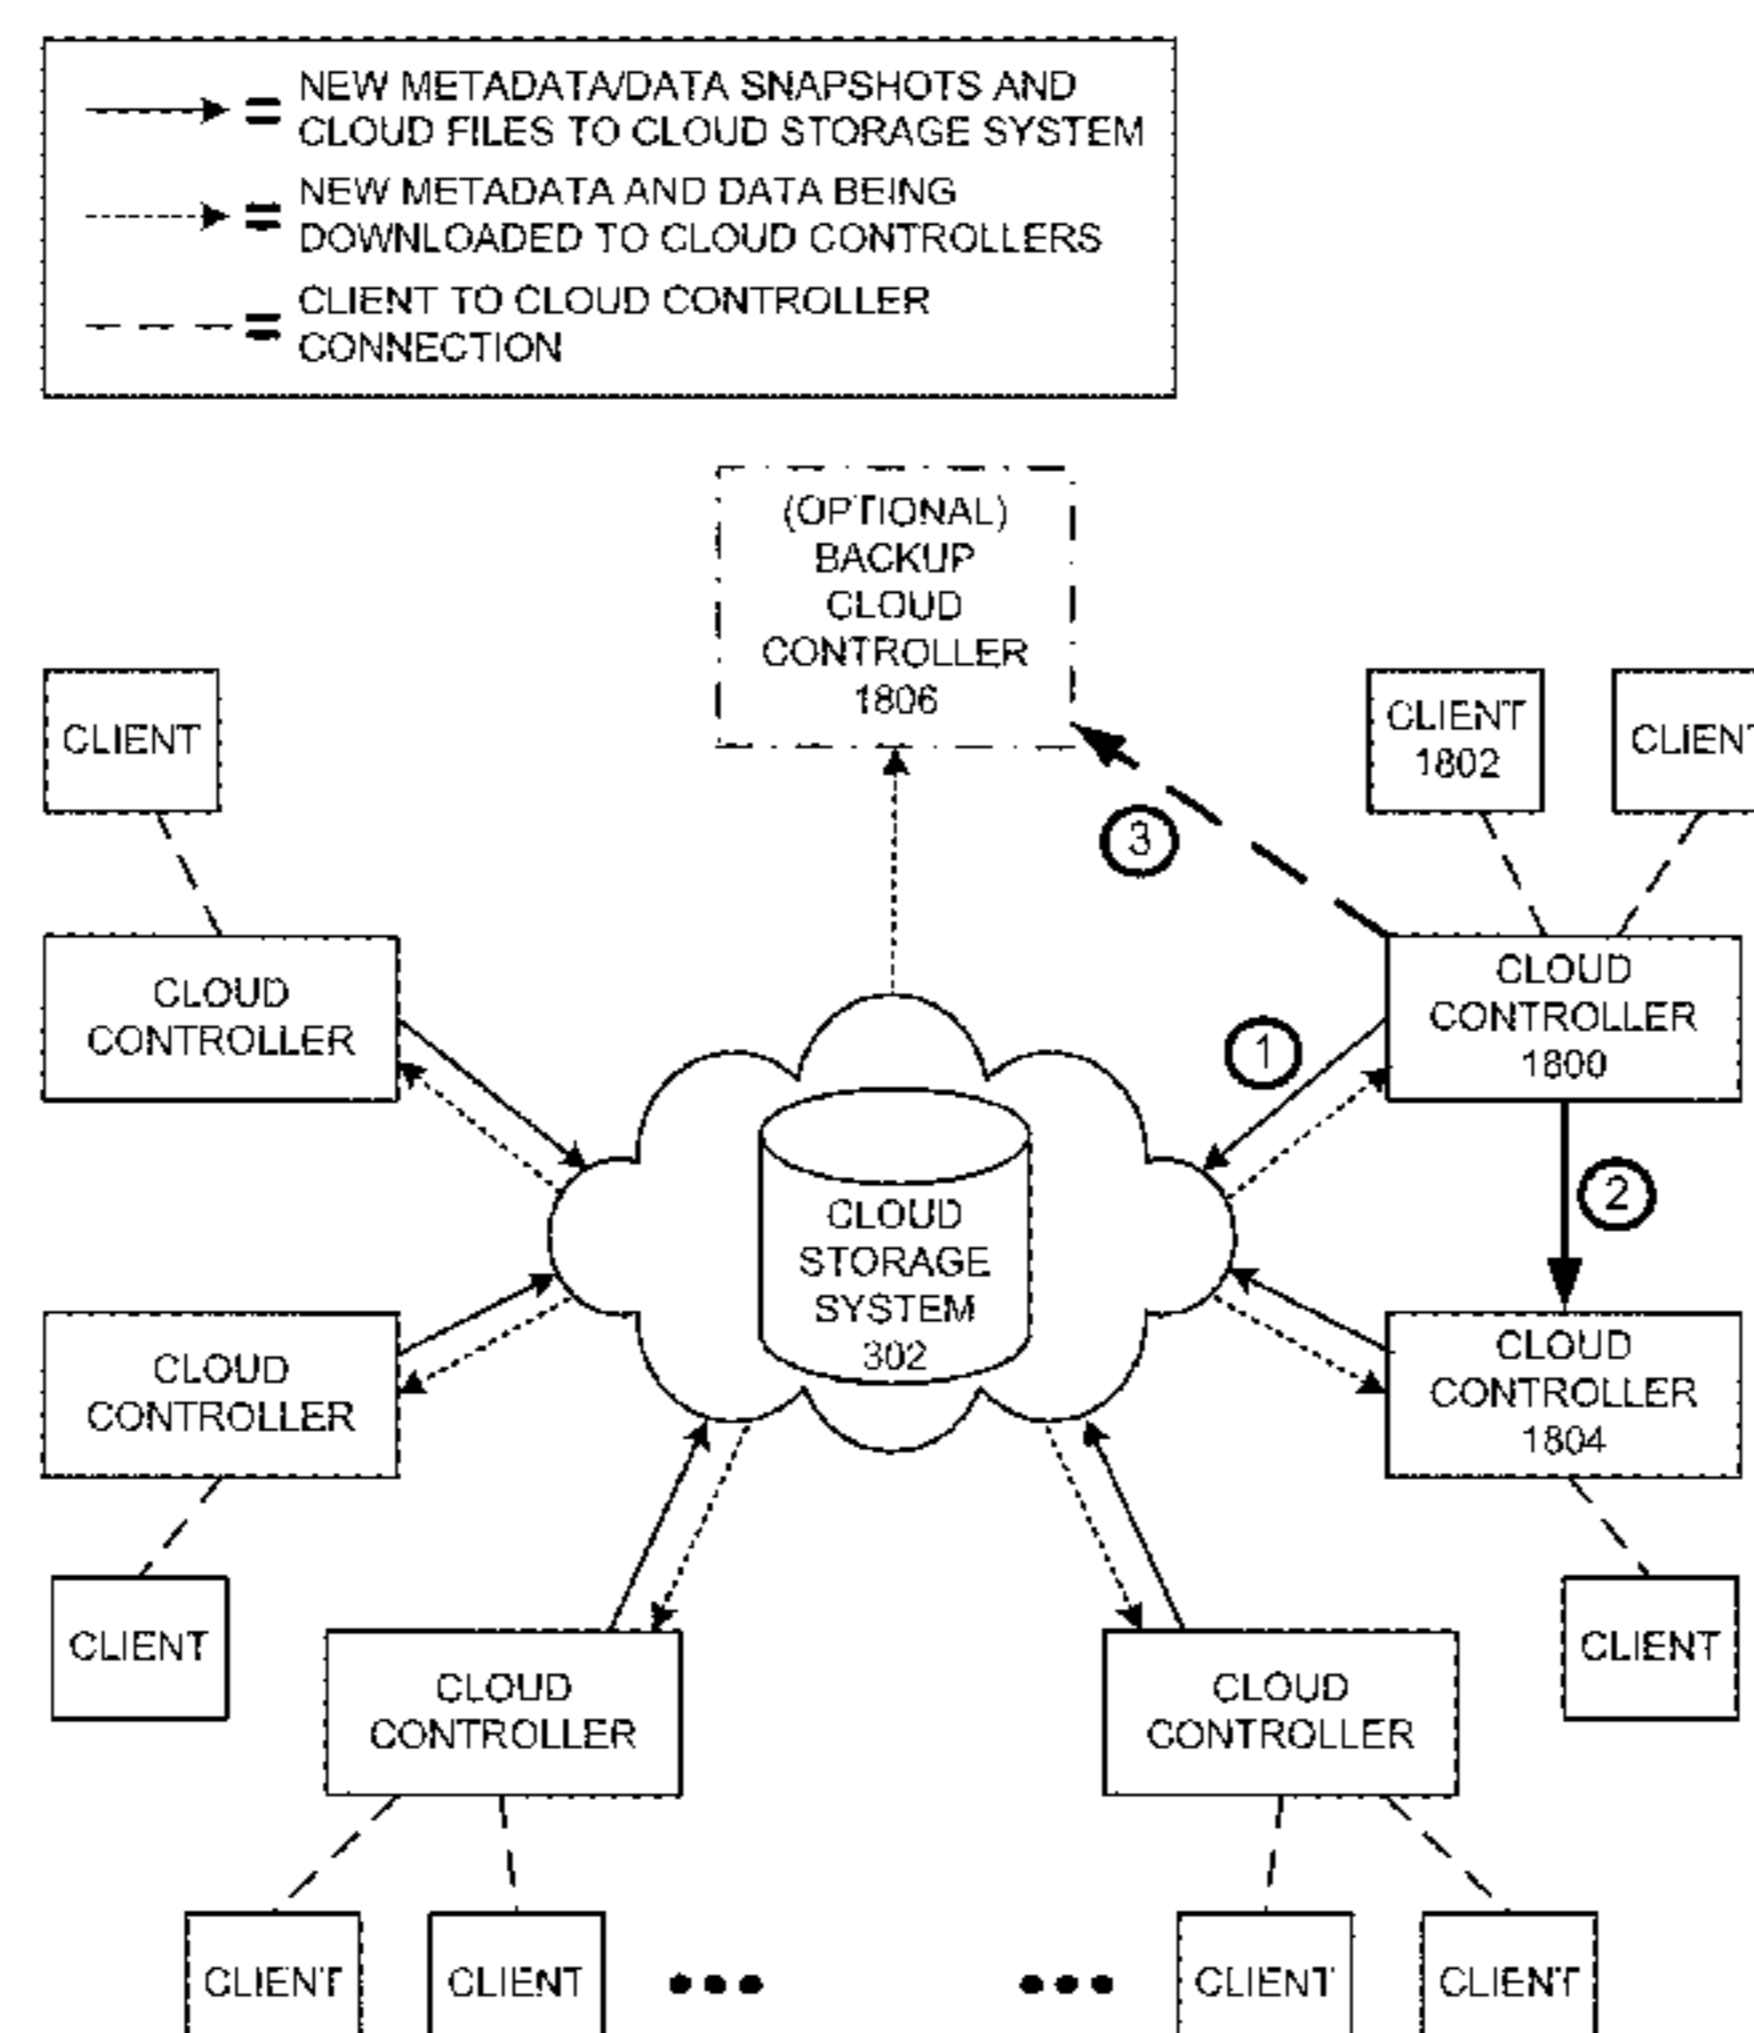 = NEW METADATA/DATA SNAPSHOTS AND
CLOUD FILES TO CLOUD STORAGE SYSTEM
= NEW METADATA AND DATA BEING
DOWNLOADED TO CLOUD CONTROLLERS
= CLIENT TO CLOUD CONTROLLER
CONNECTION
(OPTIONAL)
BACKUP
CLOUD
CONTROLLER
1806
CLIENT
CLIENT
1802
CLIENT
3
CLOUD
CONTROLLER
CLOUD
CONTROLLER
1800
1
2
CLOUD
STORAGE
SYSTEM
302
CLOUD
CONTROLLER
CLOUD
CONTROLLER
1804
CLIENT
CLIENT
CLOUD
CONTROLLER
CLOUD
CONTROLLER
CLIENT
CLIENT
•••
•••
CLIENT
CLIENT